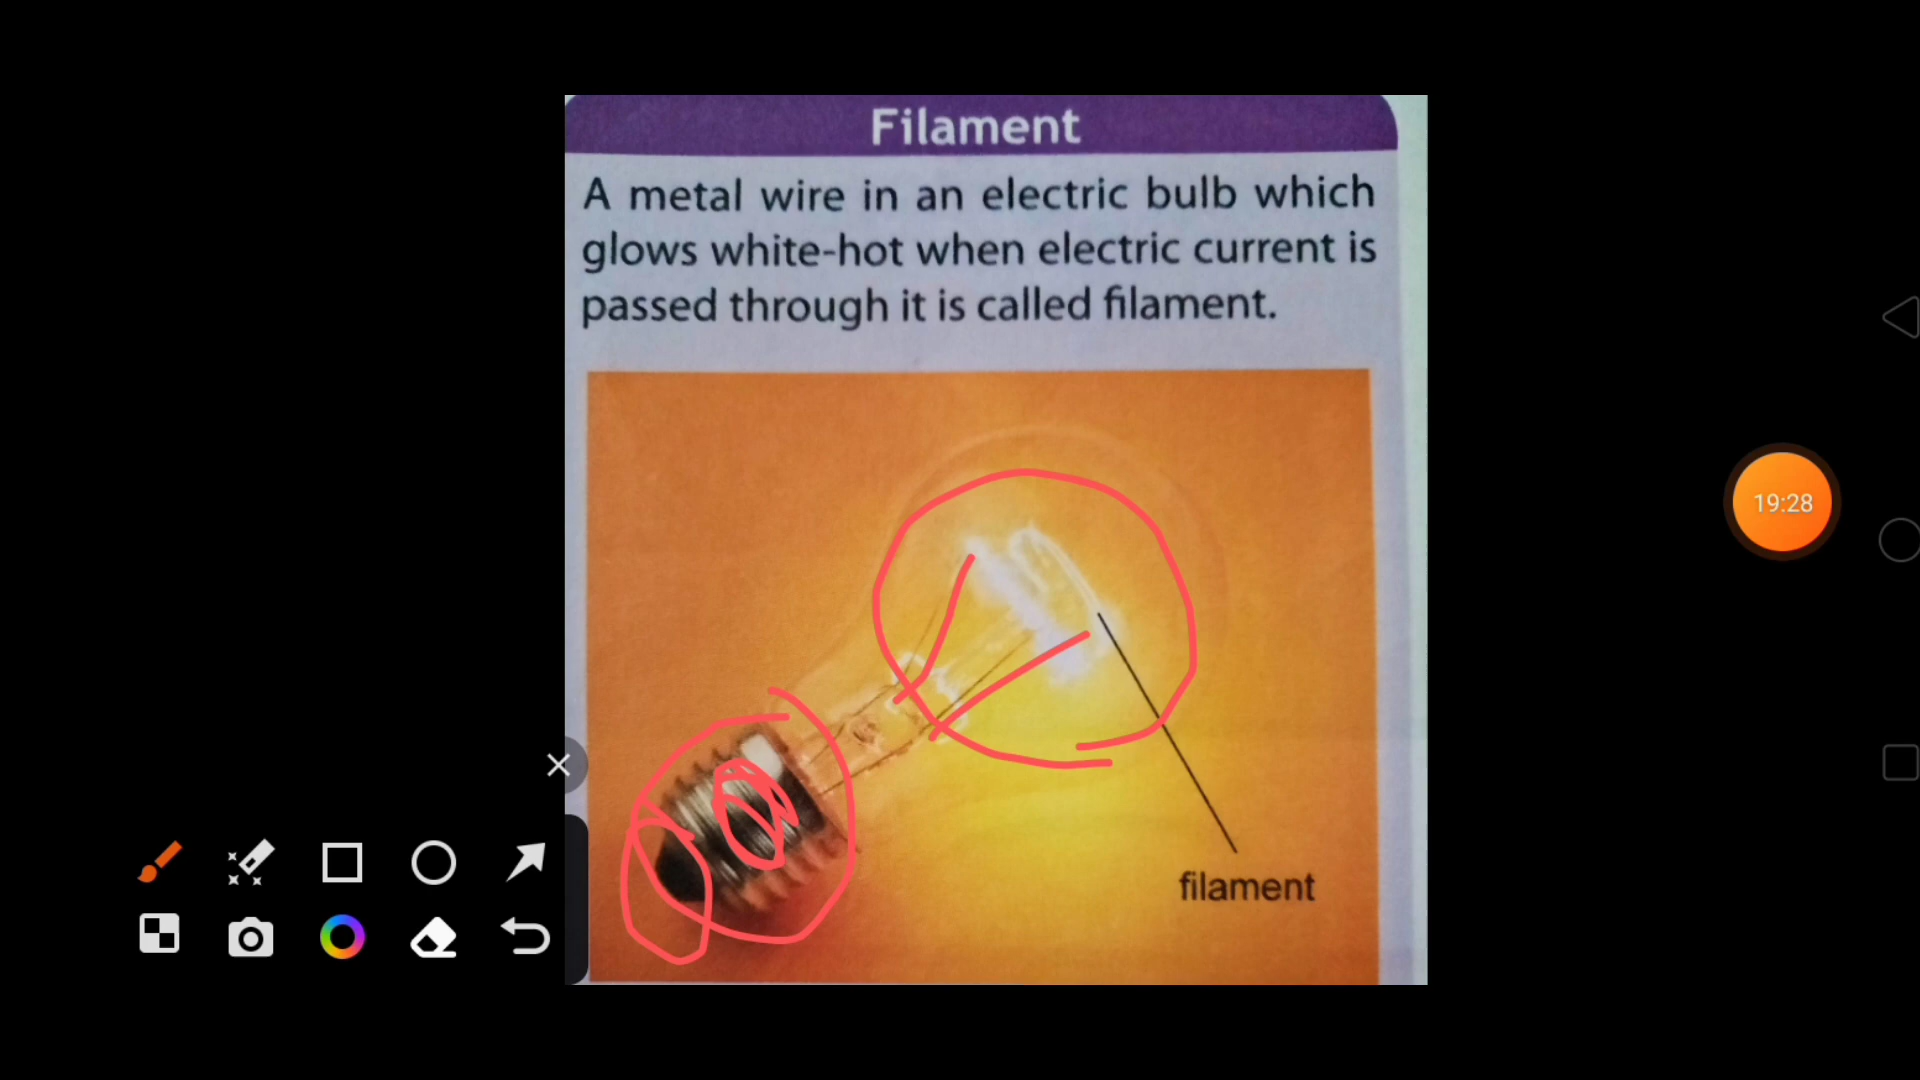 Filament
A metal wire in an electric bulb which
glows white-hot when electric current is
passed through it is called filament.
19:28
filament